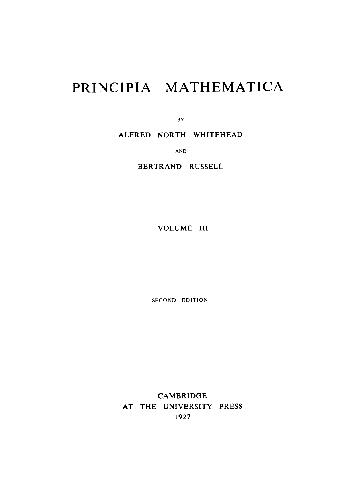 PRINCIPIA MATHEMATICA
BY
ALFRED NORTH WHITEHEAD
AND
BERTRAND RUSSELL
VOLUME III
SECOND EDITION
CAMBRIDGE
AT THE UNIVERSITY PRESS
1927